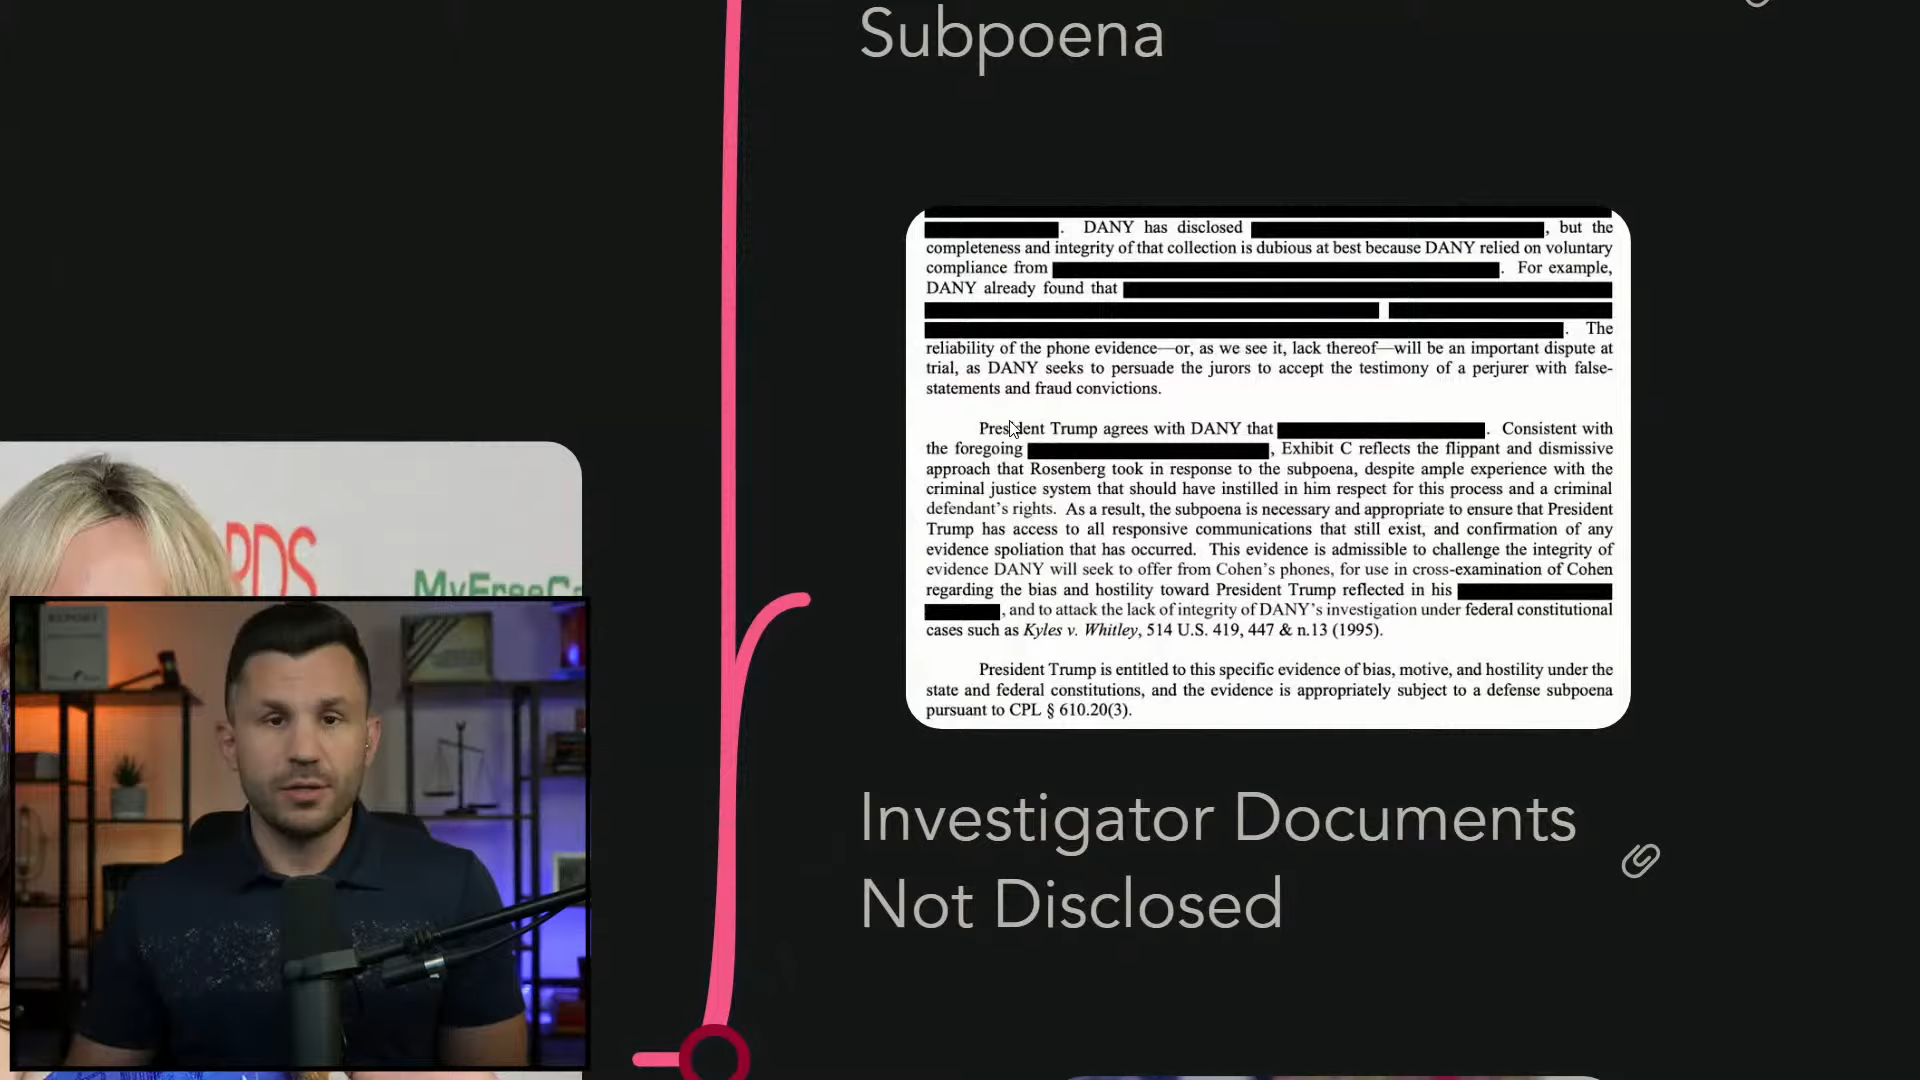 Subpoena
. DANY has disclosed , but the
completeness and integrity of that collection is dubious at best because DANY relied on voluntary
compliance from . For example,
DANY already found that
. The
reliability of the phone evidence—or, as we see it, lack thereof—will be an important dispute at
trial, as DANY seeks to persuade the jurors to accept the testimony of a perjurer with false-
statements and fraud convictions.
President Trump agrees with DANY that . Consistent with
the foregoing , Exhibit C reflects the flippant and dismissive
approach that Rosenberg took in response to the subpoena, despite ample experience with the
criminal justice system that should have instilled in him respect for this process and a criminal
defendant's rights. As a result, the subpoena is necessary and appropriate to ensure that President
Trump has access to all responsive communications that still exist, and confirmation of any
evidence spoliation that has occurred. This evidence is admissible to challenge the integrity of
evidence DANY will seek to offer from Cohen's phones, for use in cross-examination of Cohen
regarding the bias and hostility toward President Trump reflected in his
, and to attack the lack of integrity of DANY's investigation under federal constitutional
cases such as Kyles v. Whitley, 514 U.S. 419, 447 & n.13 (1995).
President Trump is entitled to this specific evidence of bias, motive, and hostility under the
state and federal constitutions, and the evidence is appropriately subject to a defense subpoena
pursuant to CPL § 610.20(3).
Investigator Documents
Not Disclosed
RDS
MyFreeCa
REPORT